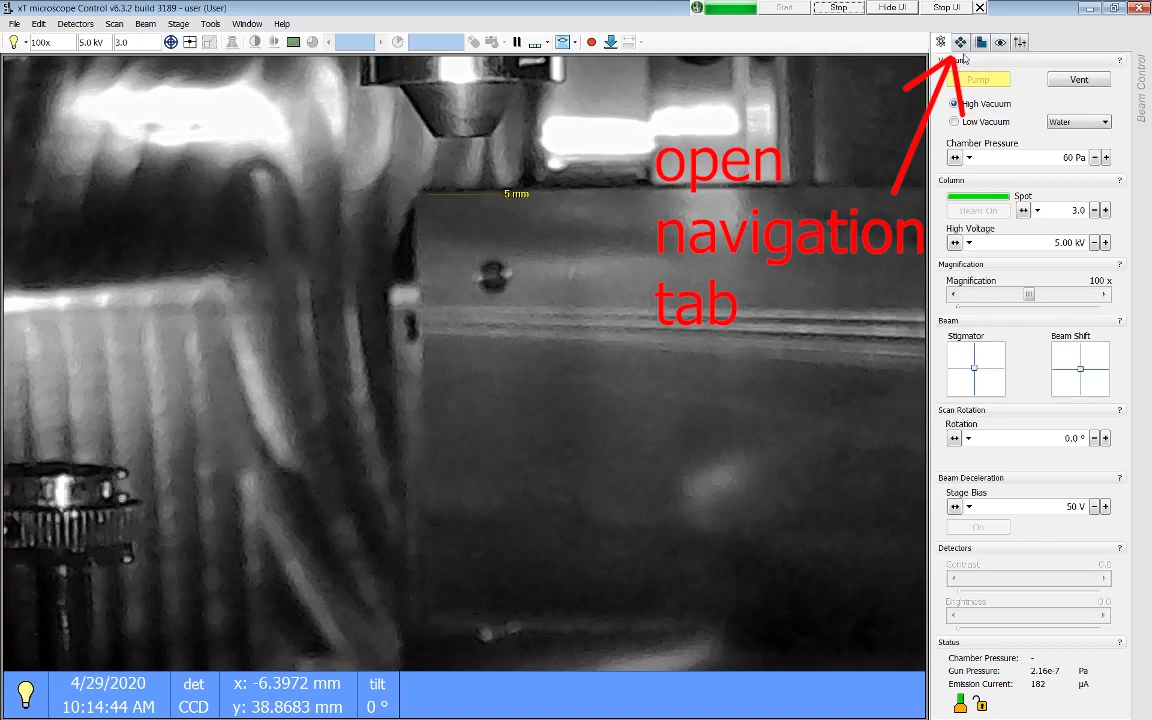 xT microscope Control v6.3.2 build 3189 - user (User)
Start
Stop
Hide UI
Stop UI
File
Edit
Detectors
Scan
Beam
Stage
Tools
Window
Help
100x
5.0 kV
3.0
?
Pump
Vent
High Vacuum
Low Vacuum
Water
Chamber Pressure
60 Pa
Column
?
Spot
Beam On
3.0
High Voltage
5.00 kV
Magnification
?
Magnification
100 x
Beam
?
Stigmator
Beam Shift
Scan Rotation
?
Rotation
0.0 °
Beam Deceleration
?
Stage Bias
50 V
On
Detectors
?
Contrast
0.0
Brightness
0.0
Status
?
Chamber Pressure: -
Gun Pressure: 2.16e-7 Pa
Emission Current: 182 µA
Beam Control
5 mm
open
navigation
tab
4/29/2020
10:14:44 AM
det
CCD
x: -6.3972 mm
y: 38.8683 mm
tilt
0 °